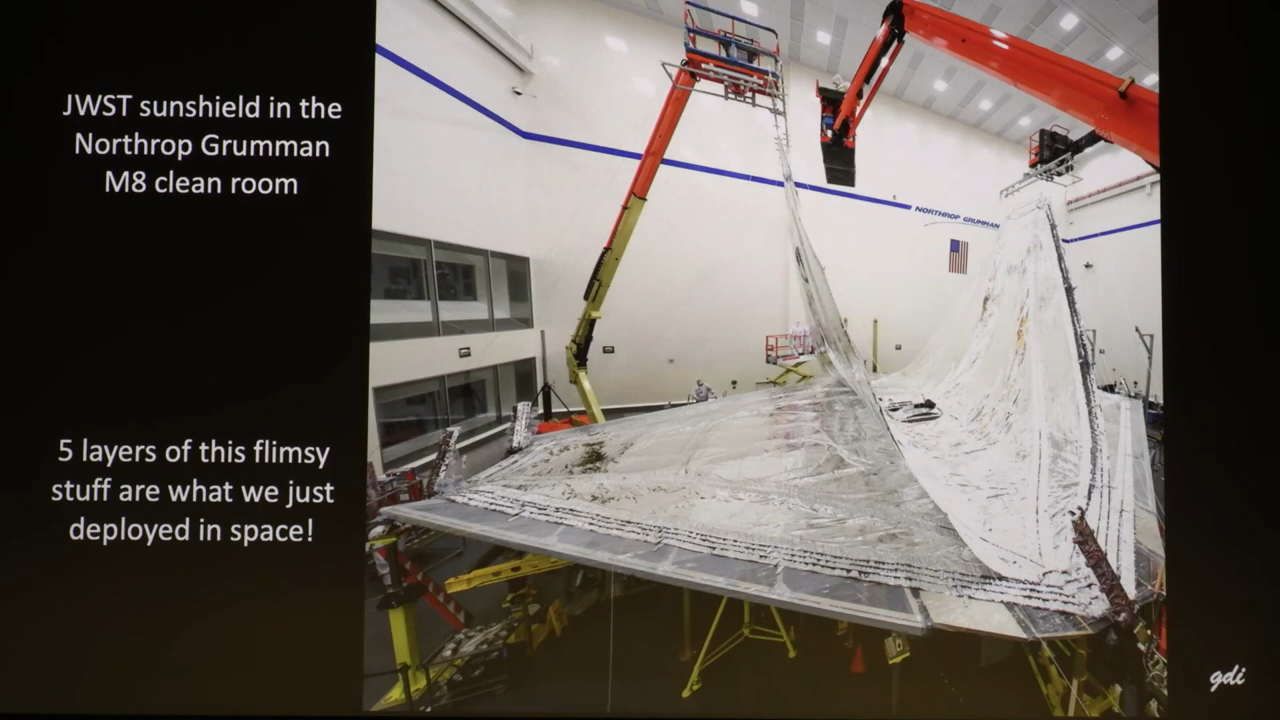 JWST sunshield in the
Northrop Grumman
M8 clean room
NORTHROP GRUMMAN
5 layers of this flimsy
stuff are what we just
deployed in space!
gdi